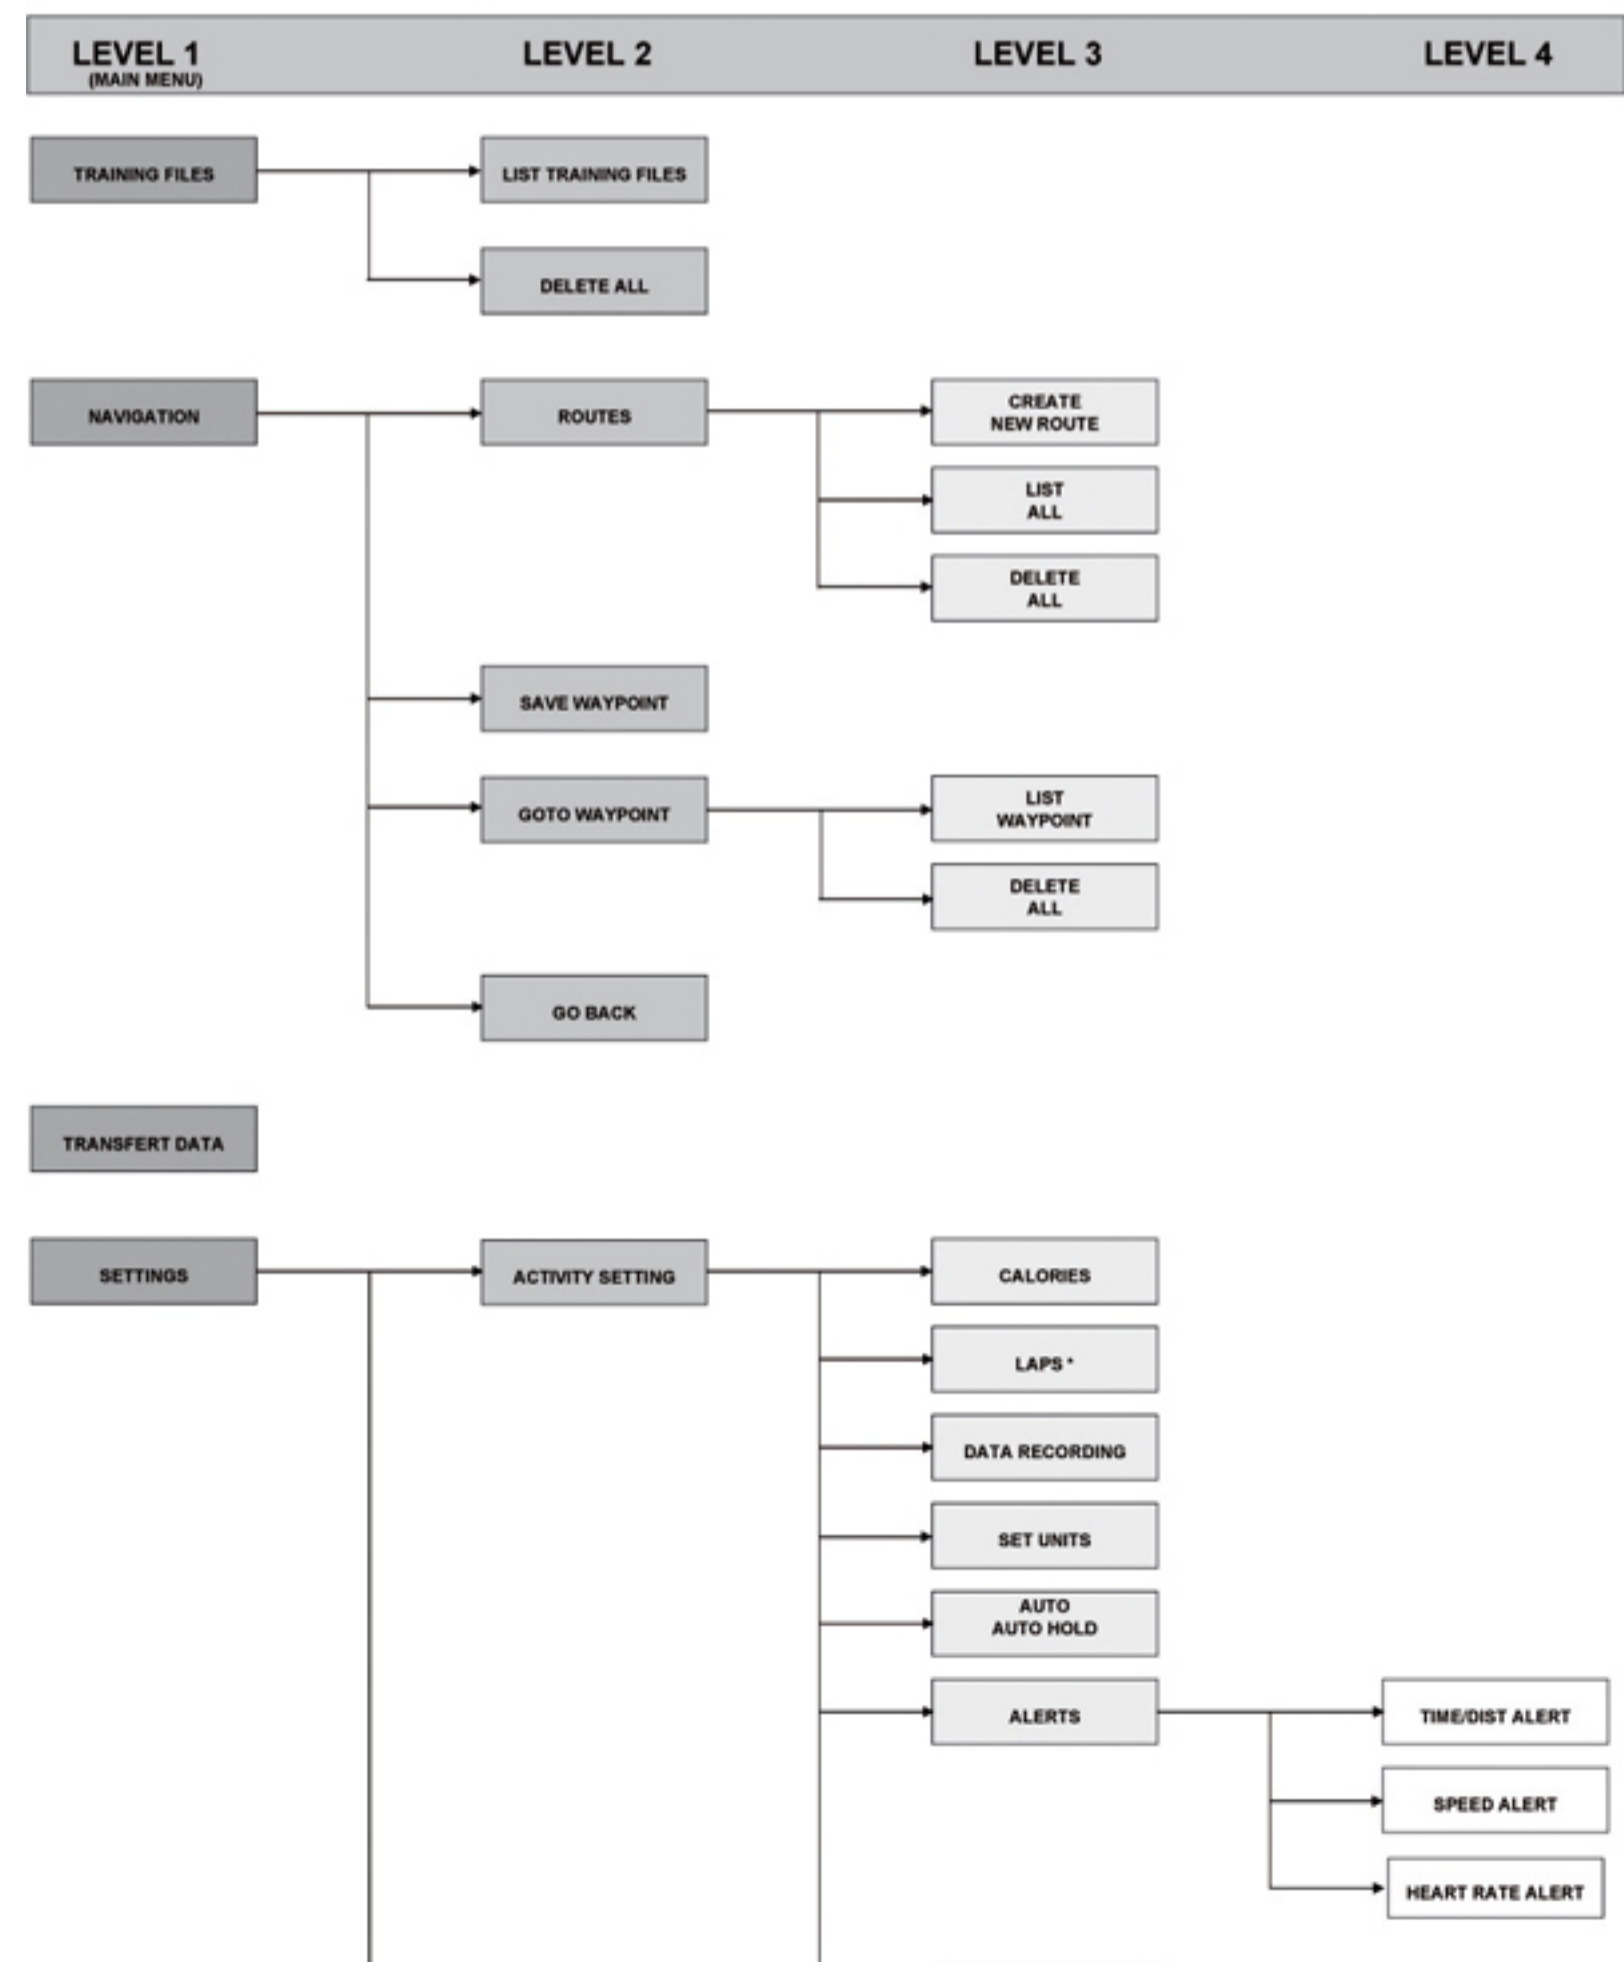 LEVEL 1 LEVEL 2 LEVEL 3 LEVEL 4
(MAIN MENU)
TRAINING FILES LIST TRAINING FILES
DELETE ALL
NAVIGATION ROUTES CREATE
NEW ROUTE
LIST
ALL
DELETE
ALL
SAVE WAYPOINT
GOTO WAYPOINT LIST
WAYPOINT
DELETE
ALL
GO BACK
TRANSFERT DATA
SETTINGS ACTIVITY SETTING CALORIES
LAPS *
DATA RECORDING
SET UNITS
AUTO
AUTO HOLD
ALERTS TIME/DIST ALERT
SPEED ALERT
HEART RATE ALERT